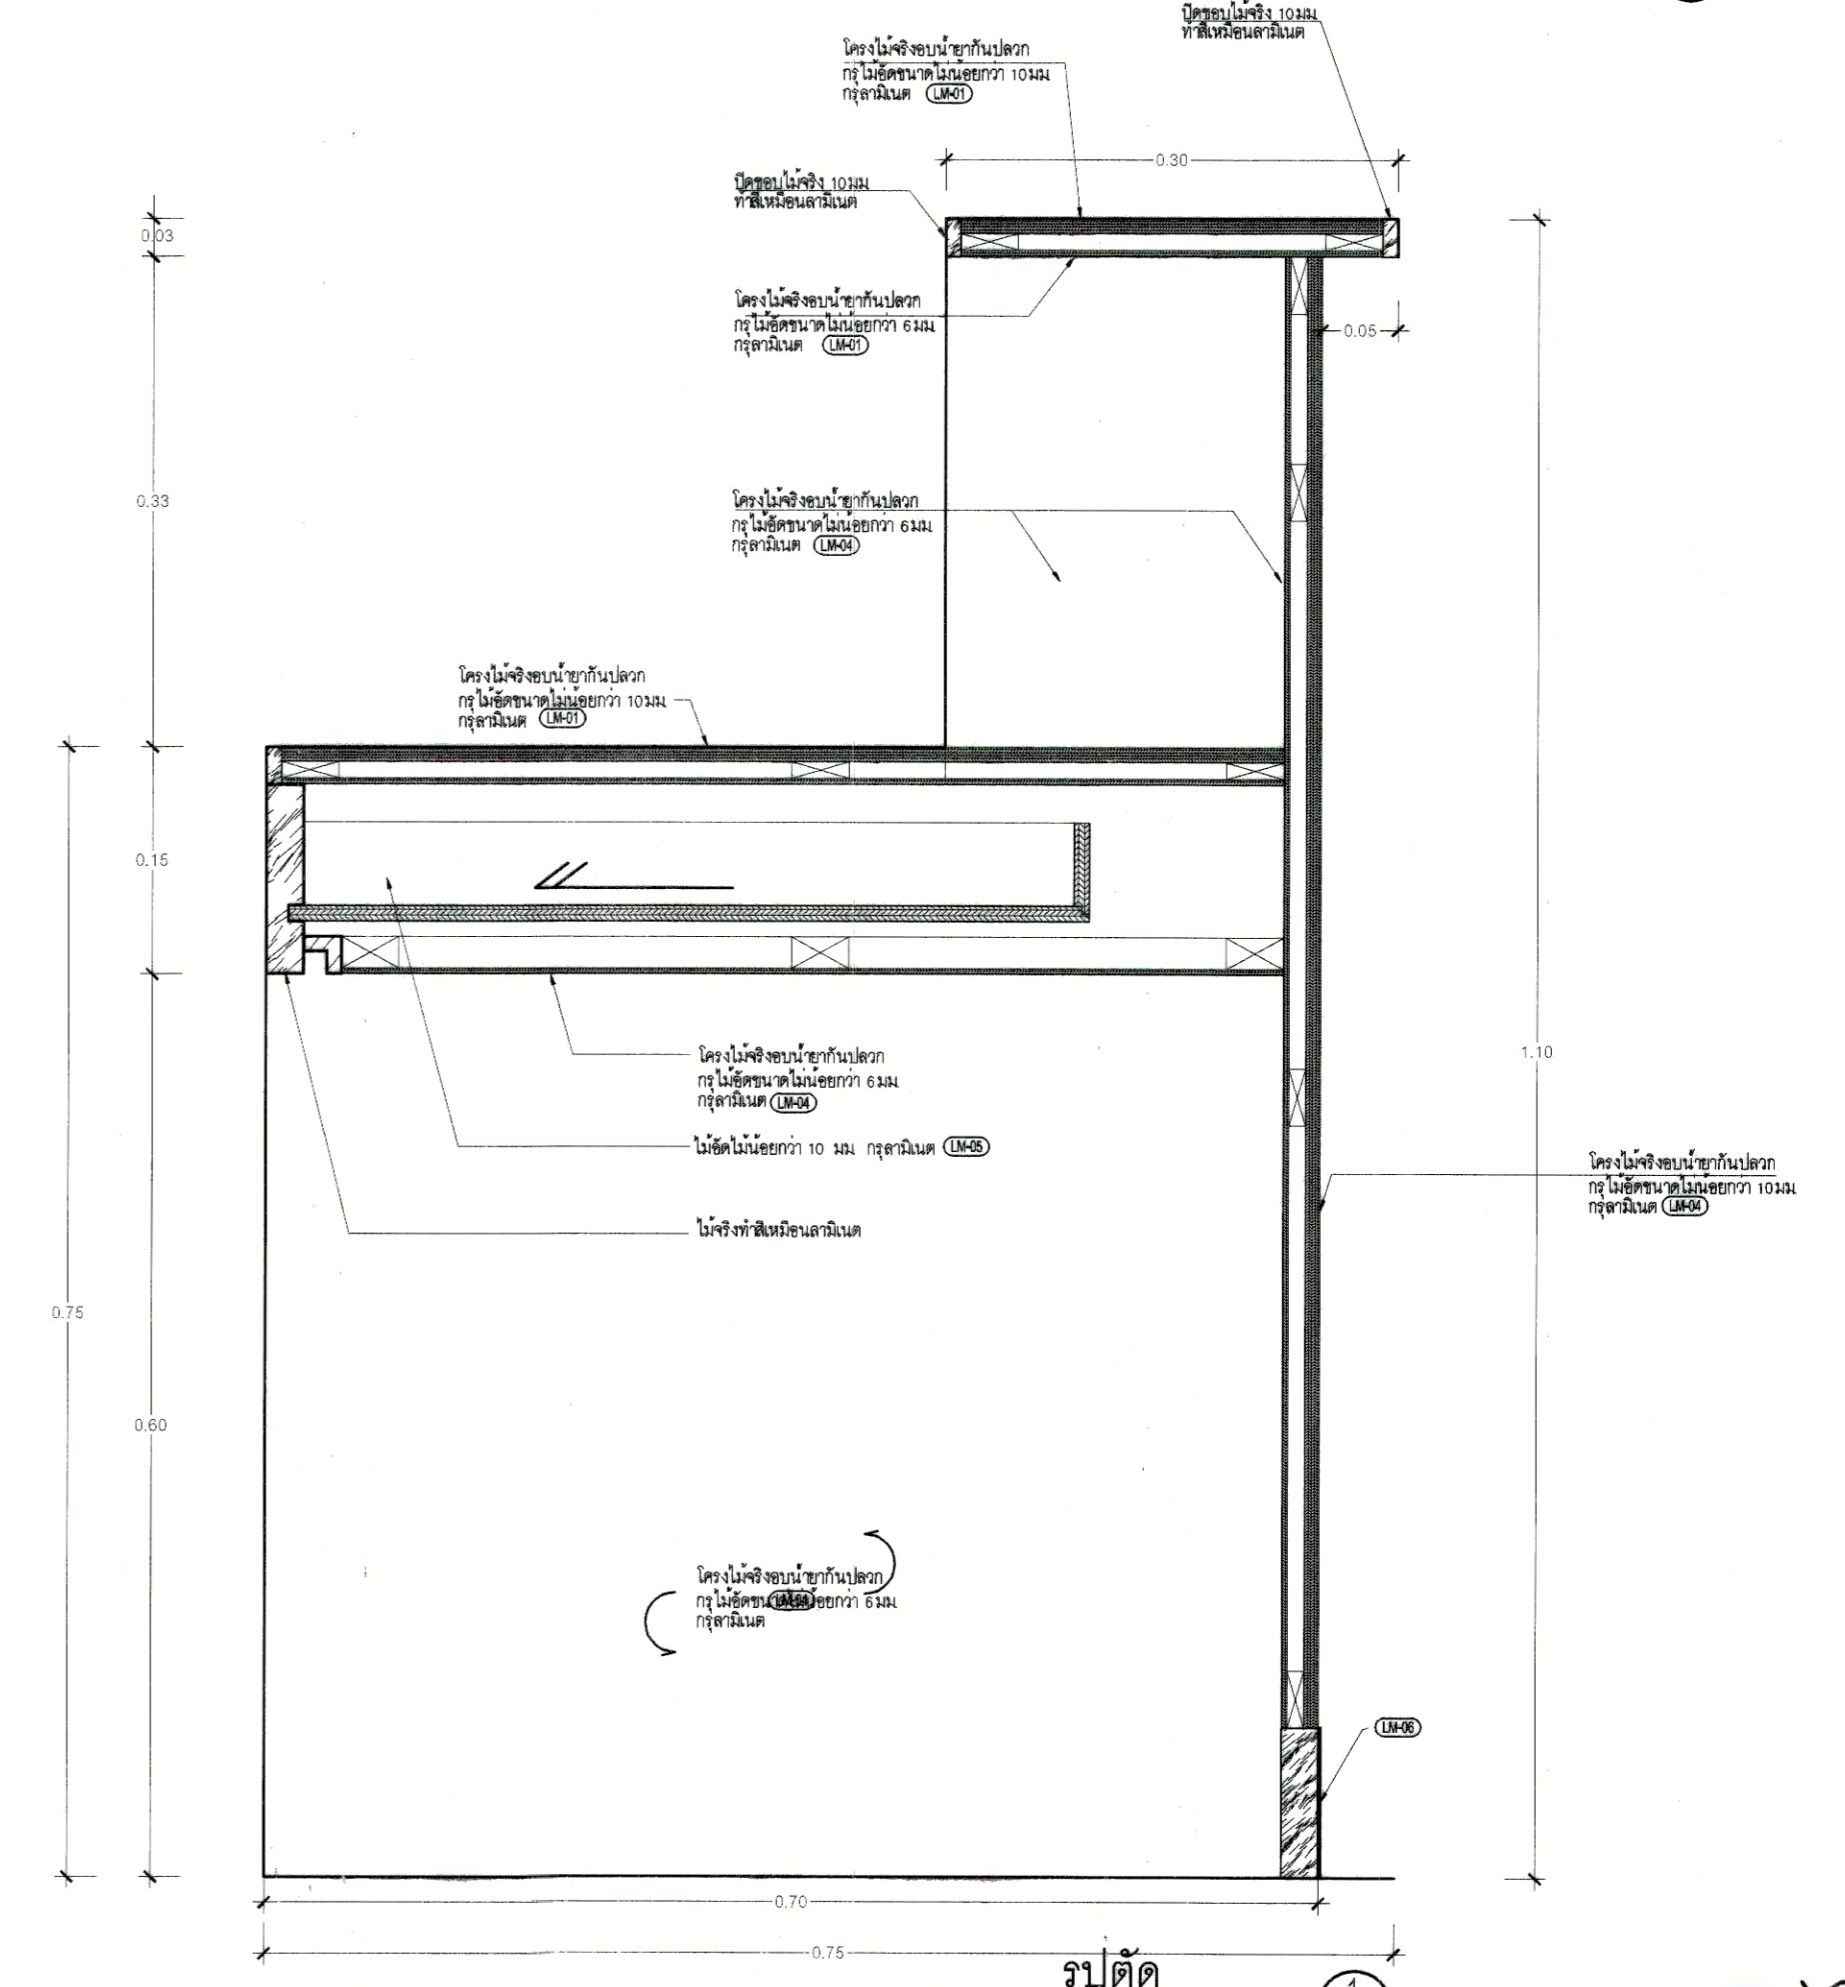 ปิดขอบไม้จริง 10มม
ทำสีเหมือนลามิเนต
โครงไม้จริงอบน้ำยากันปลวก
กรุไม้อัดขนาดไม่น้อยกว่า 10มม
กรุลามิเนต LM-01
0.30
ปิดขอบไม้จริง 10มม
ทำสีเหมือนลามิเนต
0.03
โครงไม้จริงอบน้ำยากันปลวก
กรุไม้อัดขนาดไม่น้อยกว่า 6มม
กรุลามิเนต LM-01
0.05
0.33
โครงไม้จริงอบน้ำยากันปลวก
กรุไม้อัดขนาดไม่น้อยกว่า 6มม
กรุลามิเนต LM-04
โครงไม้จริงอบน้ำยากันปลวก
กรุไม้อัดขนาดไม่น้อยกว่า 10มม
กรุลามิเนต LM-01
0.15
โครงไม้จริงอบน้ำยากันปลวก
กรุไม้อัดขนาดไม่น้อยกว่า 6มม
กรุลามิเนต LM-04
1.10
ไม้อัดไม่น้อยกว่า 10 มม กรุลามิเนต LM-05
โครงไม้จริงอบน้ำยากันปลวก
กรุไม้อัดขนาดไม่น้อยกว่า 10มม
กรุลามิเนต LM-04
ไม้จริงทำสีเหมือนลามิเนต
0.75
0.60
โครงไม้จริงอบน้ำยากันปลวก
กรุไม้อัดขนาดไม่น้อยกว่า 6มม
กรุลามิเนต
LM-06
0.70
0.75
รูปตัด
1